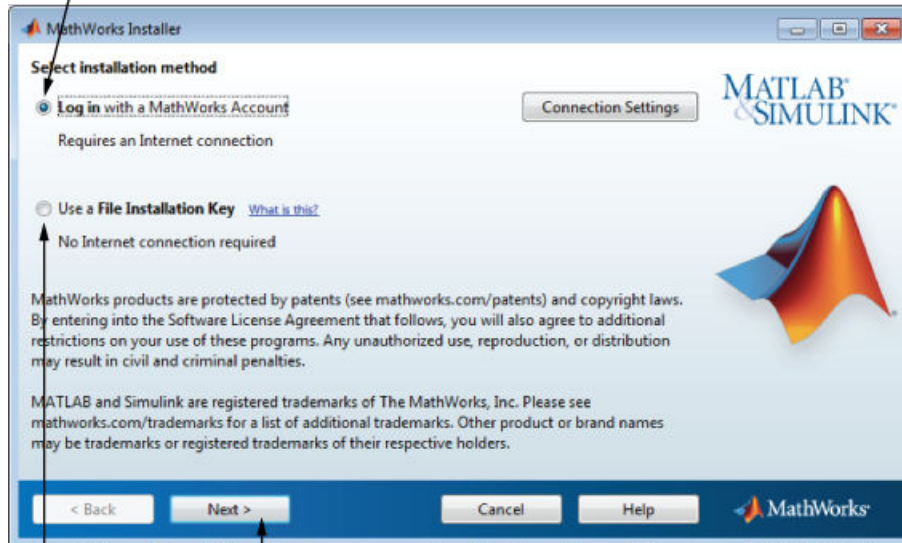 MathWorks Installer
Select installation method
Log in with a MathWorks Account
Connection Settings
Requires an Internet connection
MATLAB®
&SIMULINK®
Use a File Installation Key What is this?
No Internet connection required
MathWorks products are protected by patents (see mathworks.com/patents) and copyright laws.
By entering into the Software License Agreement that follows, you will also agree to additional
restrictions on your use of these programs. Any unauthorized use, reproduction, or distribution
may result in civil and criminal penalties.
MATLAB and Simulink are registered trademarks of The MathWorks, Inc. Please see
mathworks.com/trademarks for a list of additional trademarks. Other product or brand names
may be trademarks or registered trademarks of their respective holders.
< Back
Next >
Cancel
Help
MathWorks®